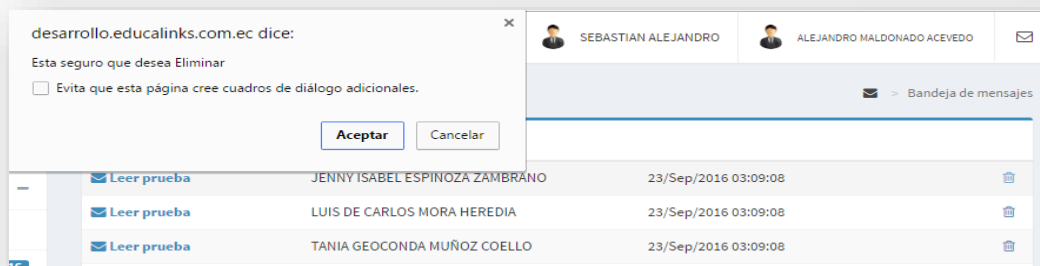 desarrollo.educalinks.com.ec dice:
Esta seguro que desea Eliminar
Evita que esta página cree cuadros de diálogo adicionales.
Aceptar Cancelar
SEBASTIAN ALEJANDRO ALEJANDRO MALDONADO ACEVEDO
> Bandeja de mensajes
Leer prueba JENNY ISABEL ESPINOZA ZAMBRANO 23/Sep/2016 03:09:08
Leer prueba LUIS DE CARLOS MORA HEREDIA 23/Sep/2016 03:09:08
Leer prueba TANIA GEOCONDA MUÑOZ COELLO 23/Sep/2016 03:09:08